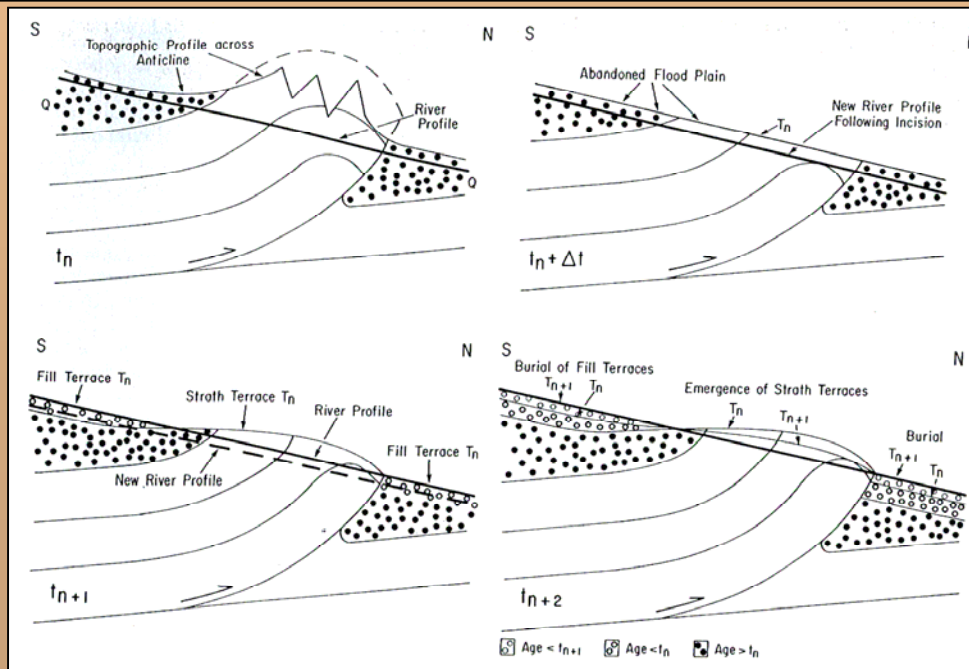 S
N
Topographic Profile across
Anticline
Q
River
Profile
Q
tn
S
Abandoned Flood Plain
Tn
New River Profile
Following Incision
tn + Δt
S
N
Fill Terrace Tn
Strath Terrace Tn
River Profile
Fill Terrace Tn
New River Profile
tn+1
S
N
Burial of Fill Terraces
Tn+1
Tn
Emergence of Strath Terraces
Tn
Tn+1
Burial
Tn+1
Tn
tn+2
Age < tn+1
Age < tn
Age > tn